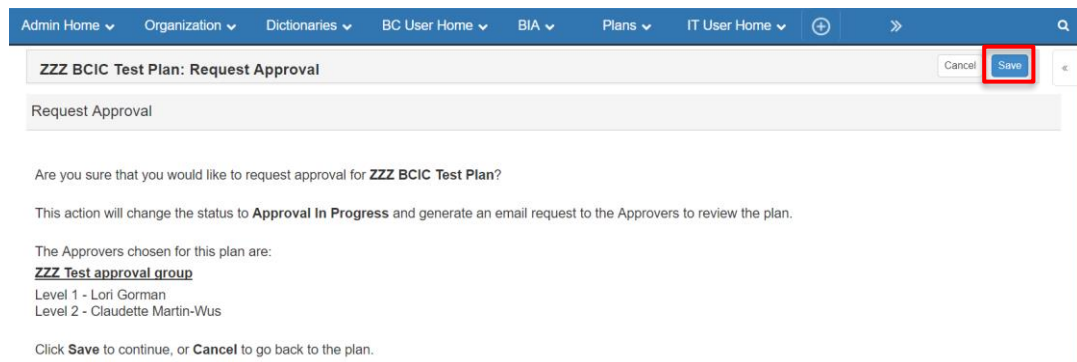 Admin Home Organization Dictionaries BC User Home BIA Plans IT User Home
ZZZ BCIC Test Plan: Request Approval Cancel Save
Request Approval
Are you sure that you would like to request approval for ZZZ BCIC Test Plan?
This action will change the status to Approval In Progress and generate an email request to the Approvers to review the plan.
The Approvers chosen for this plan are:
ZZZ Test approval group
Level 1 - Lori Gorman
Level 2 - Claudette Martin-Wus
Click Save to continue, or Cancel to go back to the plan.